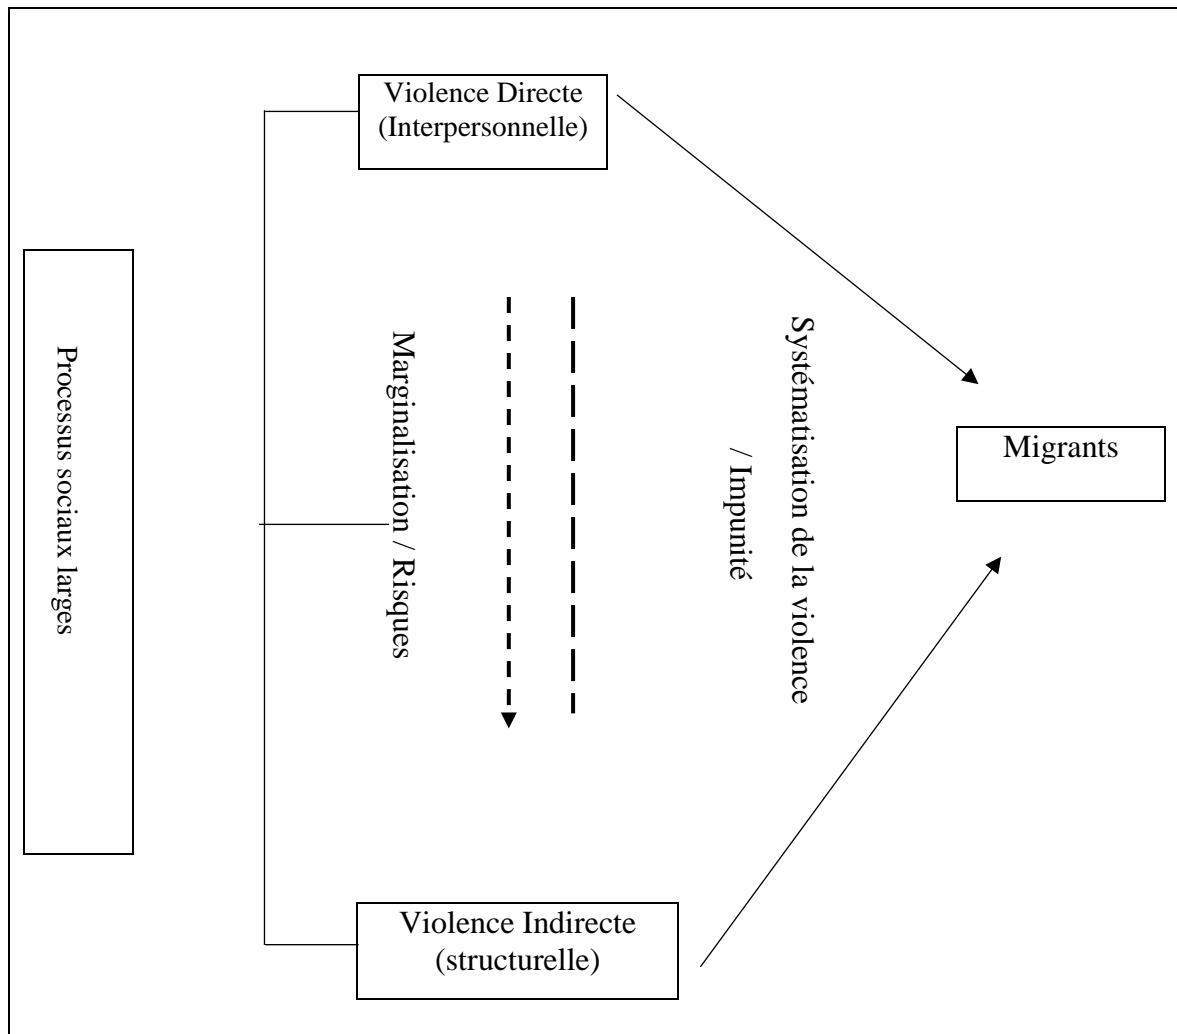 Violence Directe
(Interpersonnelle)
Processus sociaux larges
Marginalisation / Risques
Systématisation de la violence
/ Impunité
Migrants
Violence Indirecte
(structurelle)